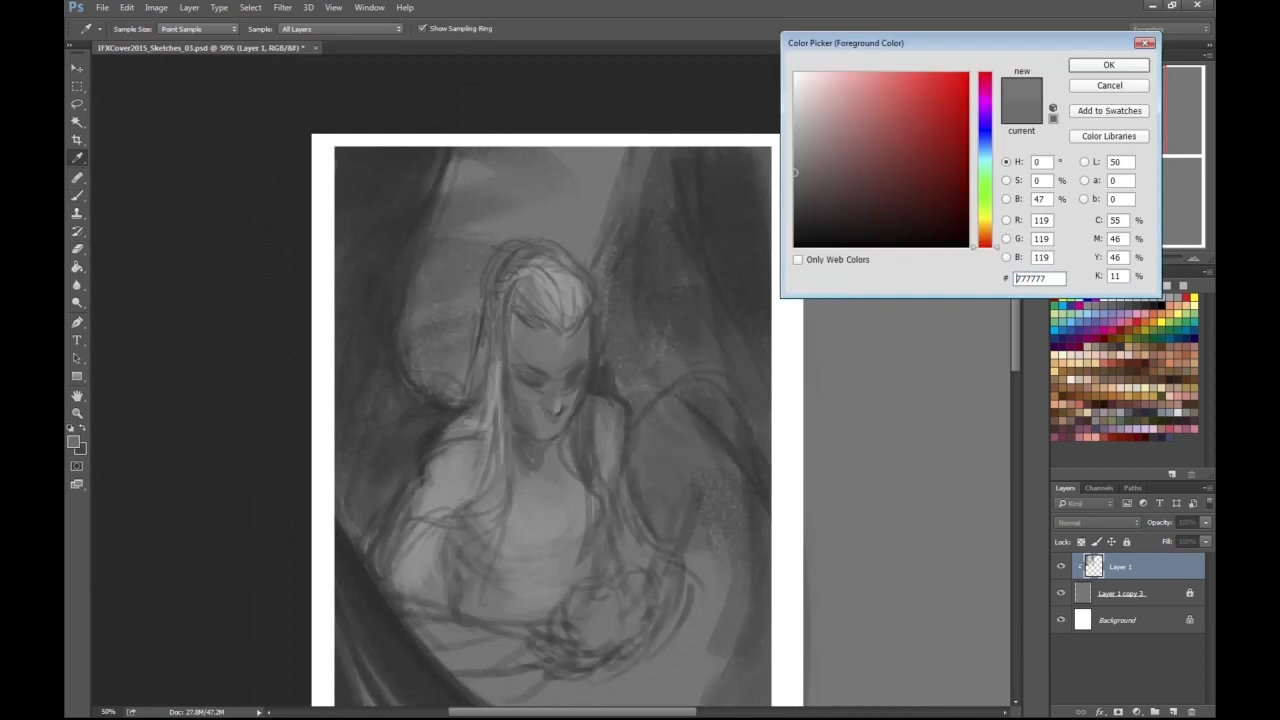 Ps File Edit Image Layer Type Select Filter 3D View Window Help
Sample Size: Point Sample Sample: All Layers Show Sampling Ring
IFXCover2015_Sketches_03.psd @ 50% (Layer 1, RGB/8#) *
Color Picker (Foreground Color)
new
current
OK
Cancel
Add to Swatches
Color Libraries
H: 0 °
S: 0 %
B: 47 %
R: 119
G: 119
B: 119
# 777777
L: 50
a: 0
b: 0
C: 55 %
M: 46 %
Y: 46 %
K: 11 %
Only Web Colors
Layers Channels Paths
Kind
Normal Opacity: 100%
Lock: Fill: 100%
Layer 1
Layer 1 copy 3
Background
50% Doc: 27.8M/47.2M